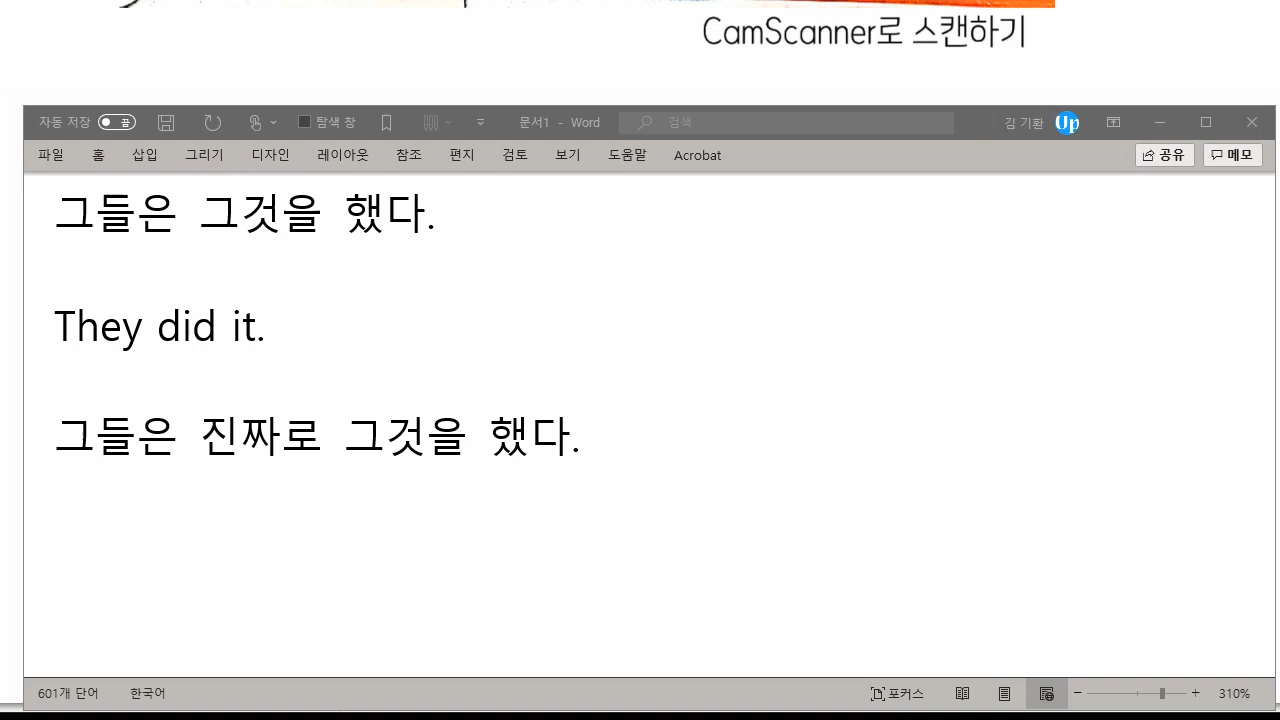 CamScanner로 스캔하기
자동 저장 끔 탐색 창 문서1 - Word 검색 김 기환 Up
파일 홈 삽입 그리기 디자인 레이아웃 참조 편지 검토 보기 도움말 Acrobat 공유 메모
그들은 그것을 했다.
They did it.
그들은 진짜로 그것을 했다.
601개 단어 한국어 포커스 310%